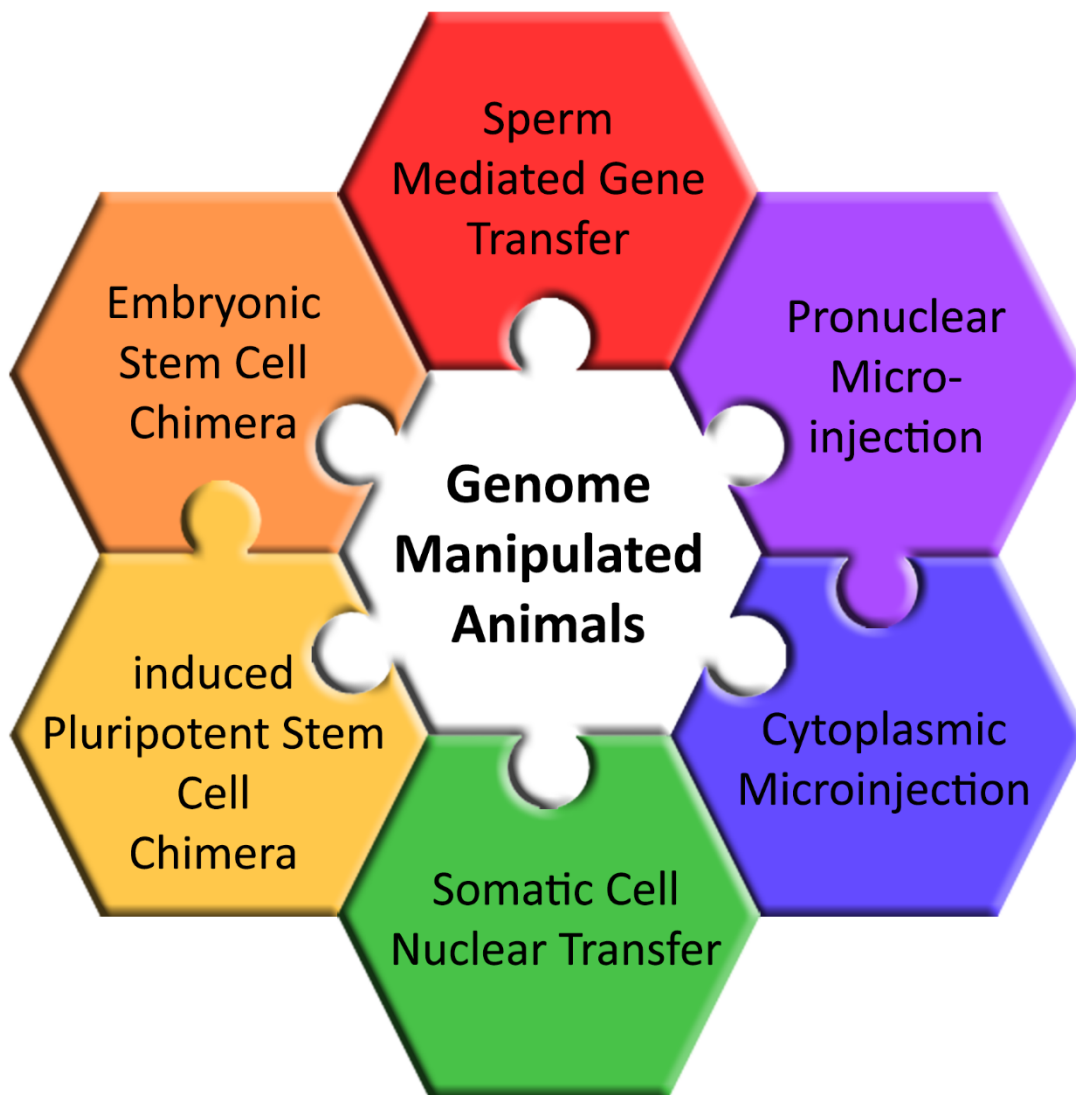 Sperm
Mediated Gene
Transfer
Embryonic
Stem Cell
Chimera
Pronuclear
Micro-
injection
Genome
Manipulated
Animals
induced
Pluripotent Stem
Cell
Chimera
Cytoplasmic
Microinjection
Somatic Cell
Nuclear Transfer